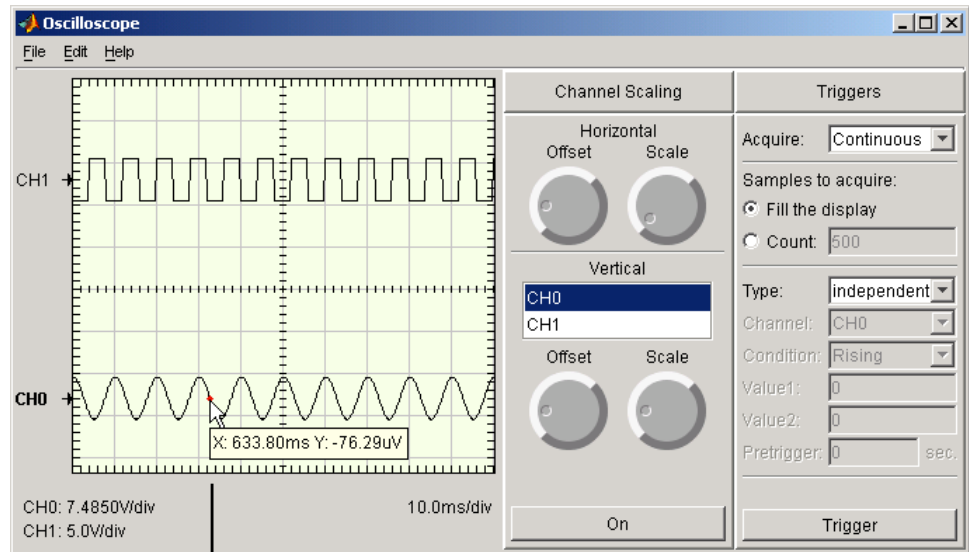 Oscilloscope
File Edit Help
CH1
CH0
X: 633.80ms Y: -76.29uV
CH0: 7.4850V/div
CH1: 5.0V/div
10.0ms/div
Channel Scaling
Horizontal
Offset Scale
Vertical
CH0
CH1
Offset Scale
On
Triggers
Acquire: Continuous
Samples to acquire:
Fill the display
Count: 500
Type: independent
Channel: CH0
Condition: Rising
Value1: 0
Value2: 0
Pretrigger: 0 sec.
Trigger